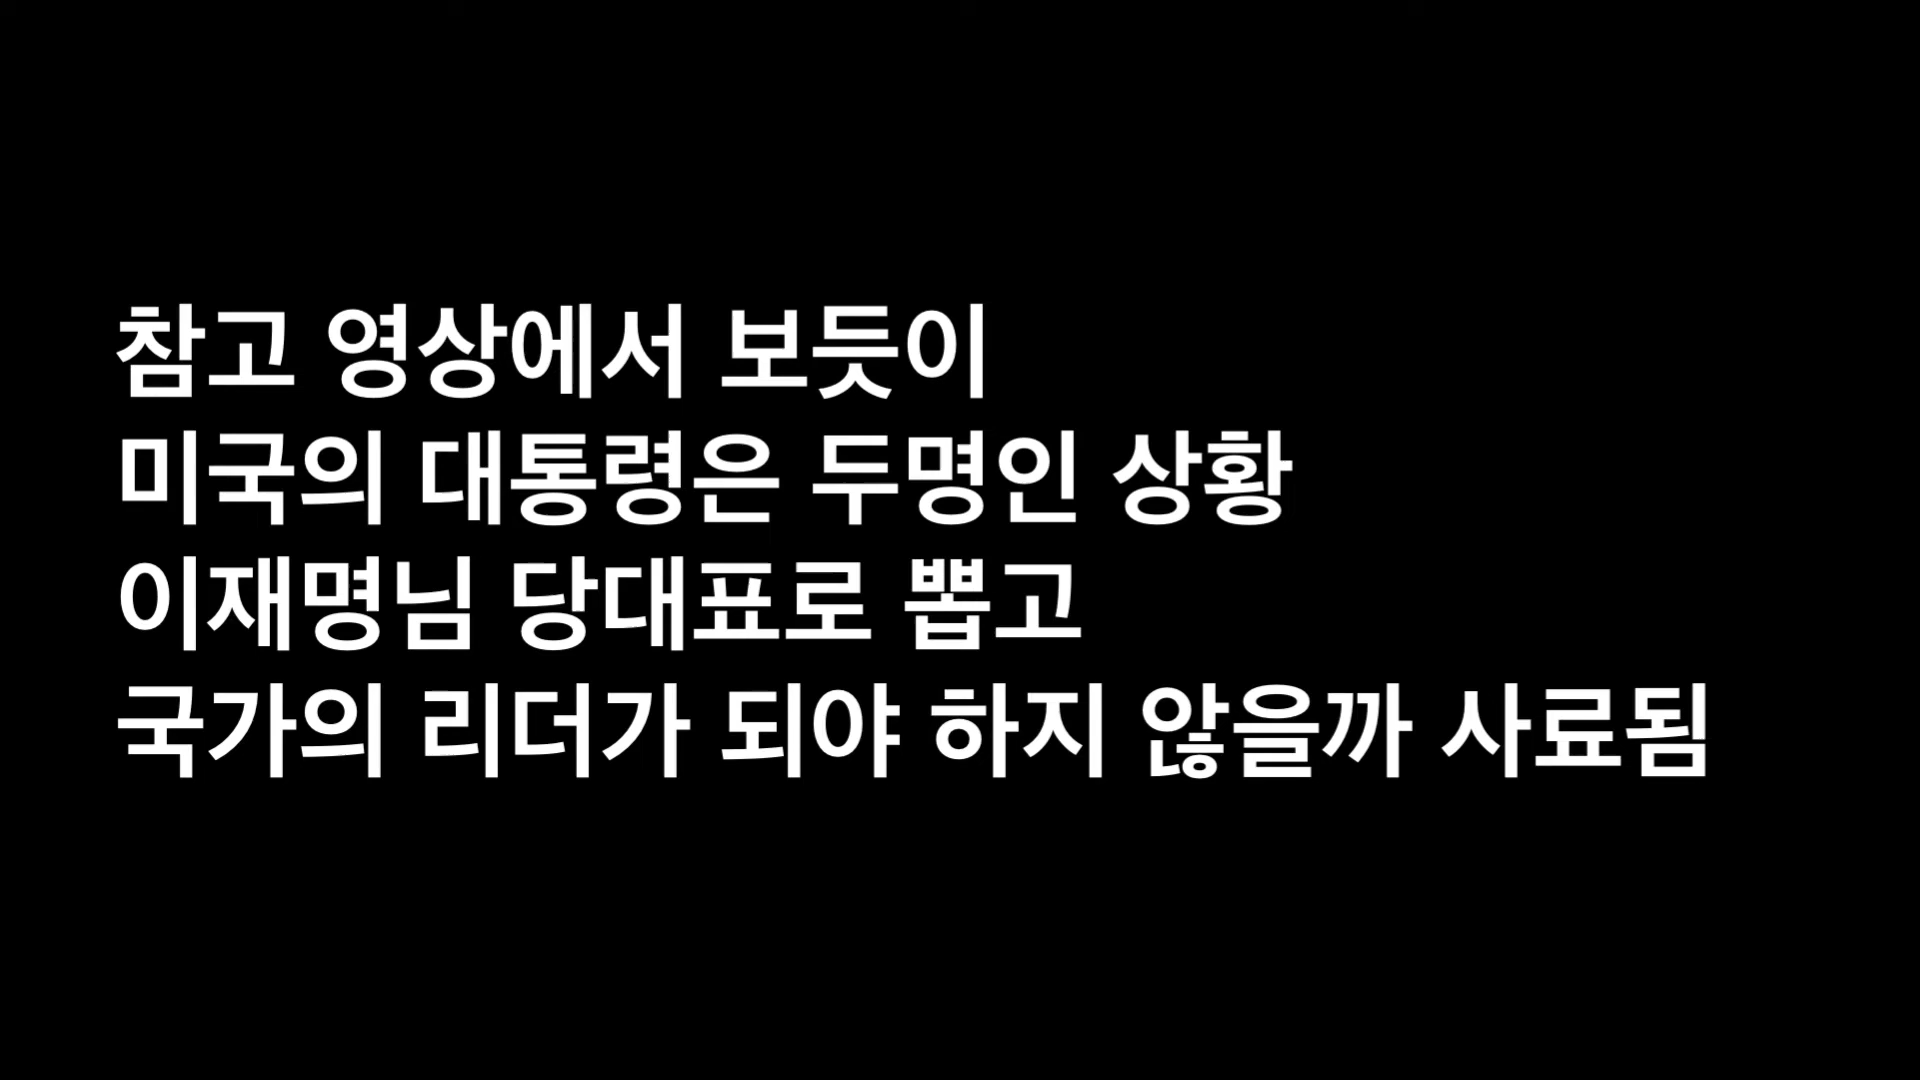 참고 영상에서 보듯이
미국의 대통령은 두명인 상황
이재명님 당대표로 뽑고
국가의 리더가 되야 하지 않을까 사료됨